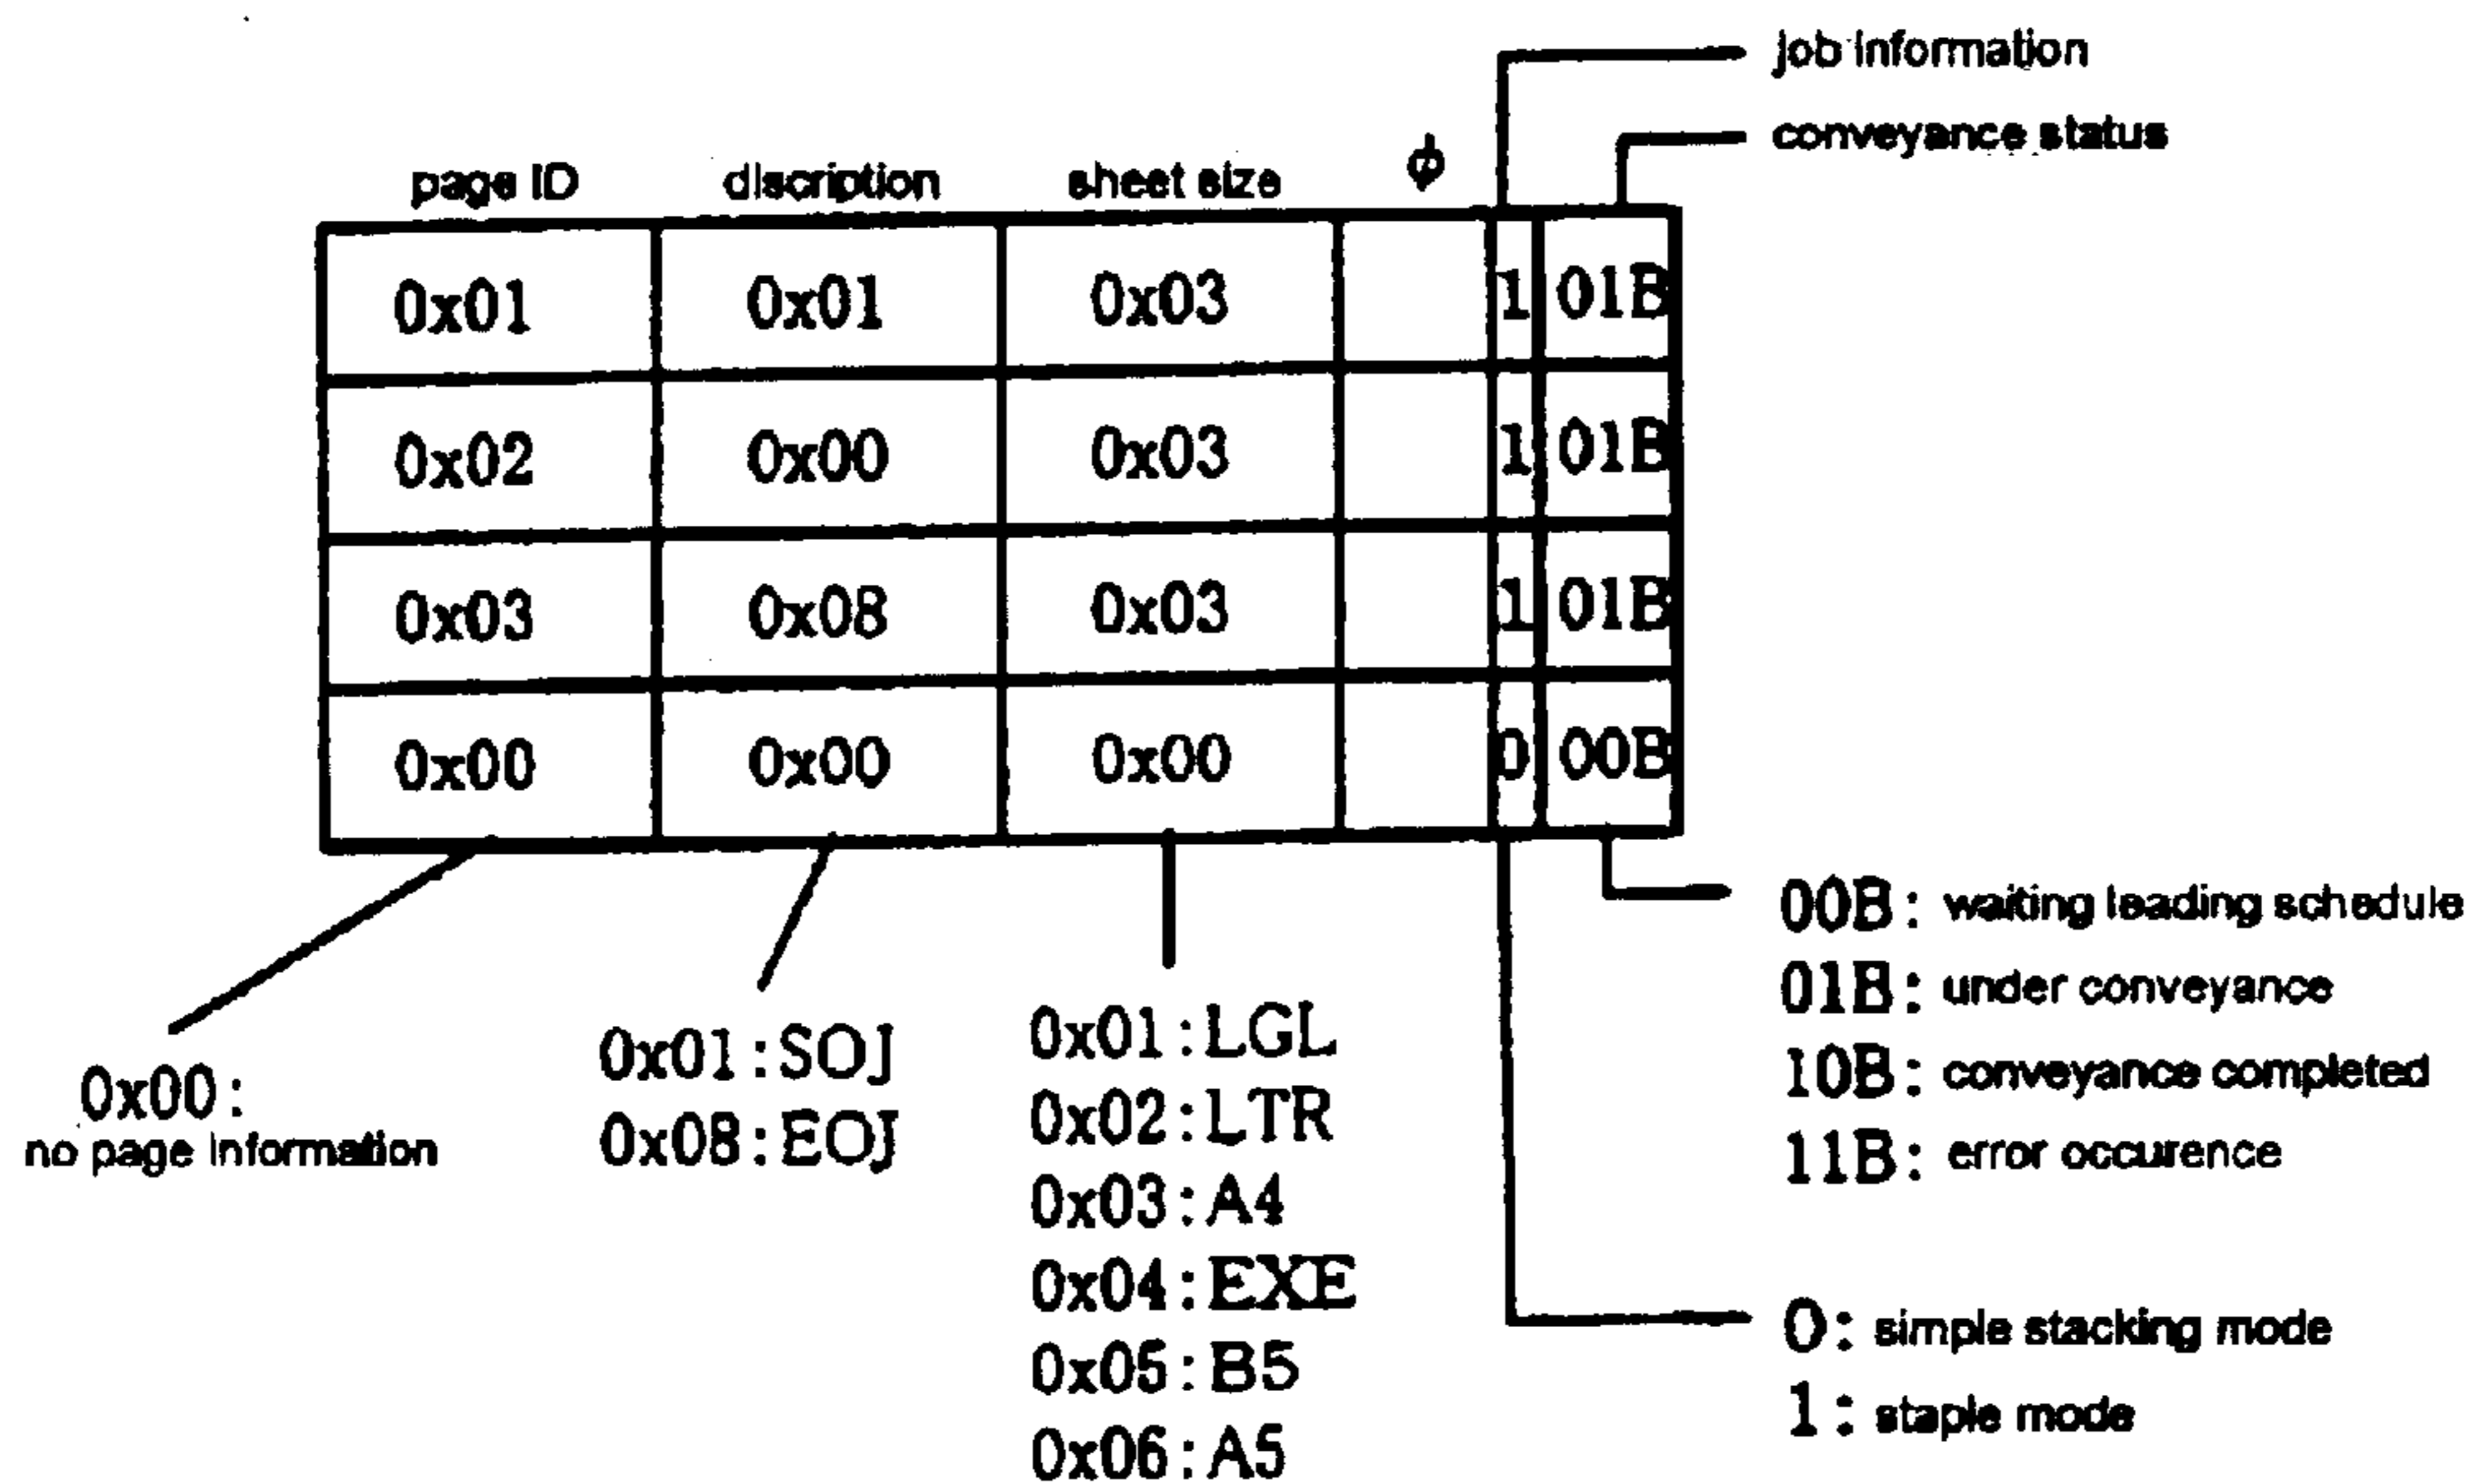 job information
conveyance status
page ID discription sheet size φ
0x01 0x01 0x03 1 01B
0x02 0x00 0x03 1 01B
0x03 0x08 0x03 1 01B
0x00 0x00 0x00 0 00B
0x00:
no page information
0x01:SOJ
0x08:EOJ
0x01:LGL
0x02:LTR
0x03:A4
0x04:EXE
0x05:B5
0x06:A5
00B: waiting leading schedule
01B: under conveyance
10B: conveyance completed
11B: error occurence
0: simple stacking mode
1: staple mode